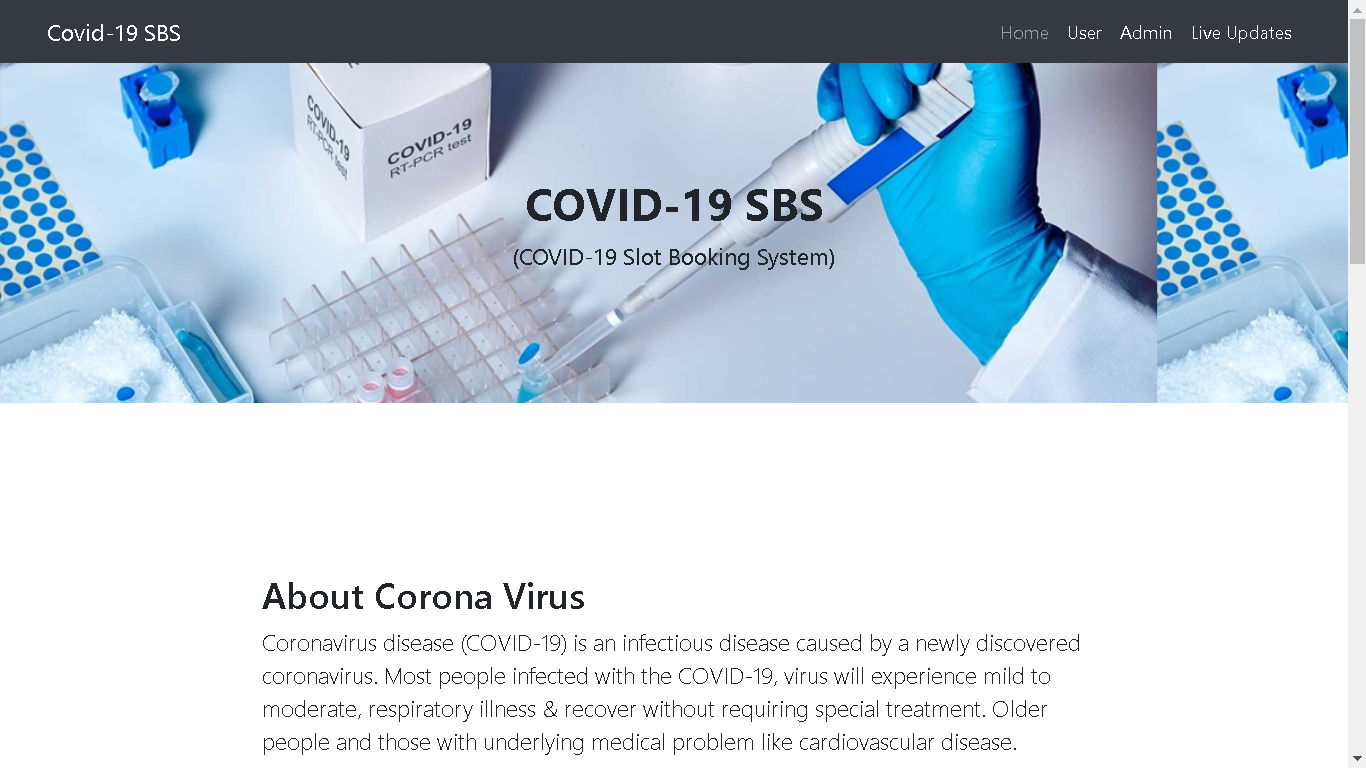 Covid-19 SBS
Home User Admin Live Updates
COVID-19
RT-PCR test
COVID-19
RT-PCR test
COVID-19 SBS
(COVID-19 Slot Booking System)
About Corona Virus
Coronavirus disease (COVID-19) is an infectious disease caused by a newly discovered
coronavirus. Most people infected with the COVID-19, virus will experience mild to
moderate, respiratory illness & recover without requiring special treatment. Older
people and those with underlying medical problem like cardiovascular disease.